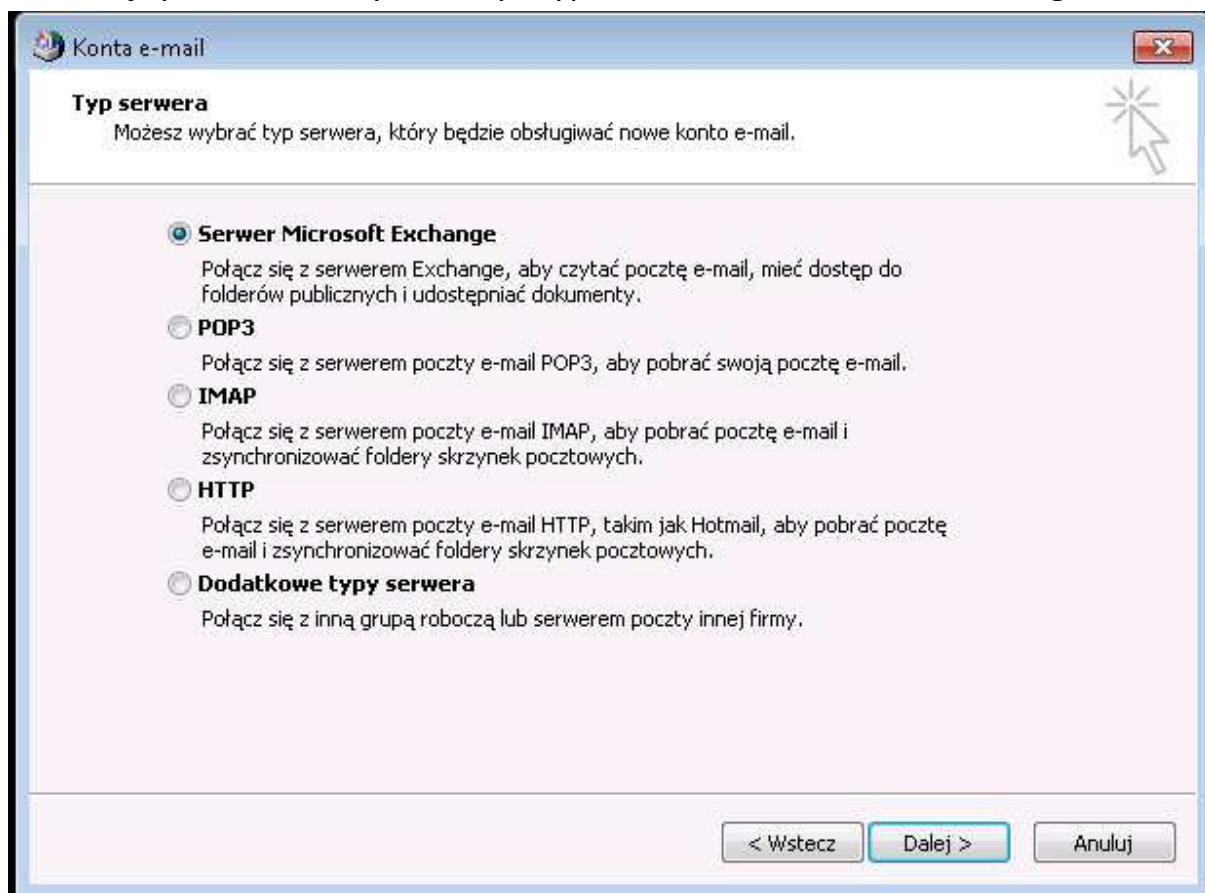 Konta e-mail
Typ serwera
Możesz wybrać typ serwera, który będzie obsługiwać nowe konto e-mail.
Serwer Microsoft Exchange
Połącz się z serwerem Exchange, aby czytać pocztę e-mail, mieć dostęp do
folderów publicznych i udostępniać dokumenty.
POP3
Połącz się z serwerem poczty e-mail POP3, aby pobrać swoją pocztę e-mail.
IMAP
Połącz się z serwerem poczty e-mail IMAP, aby pobrać pocztę e-mail i
zsynchronizować foldery skrzynek pocztowych.
HTTP
Połącz się z serwerem poczty e-mail HTTP, takim jak Hotmail, aby pobrać pocztę
e-mail i zsynchronizować foldery skrzynek pocztowych.
Dodatkowe typy serwera
Połącz się z inną grupą roboczą lub serwerem poczty innej firmy.
< Wstecz Dalej > Anuluj